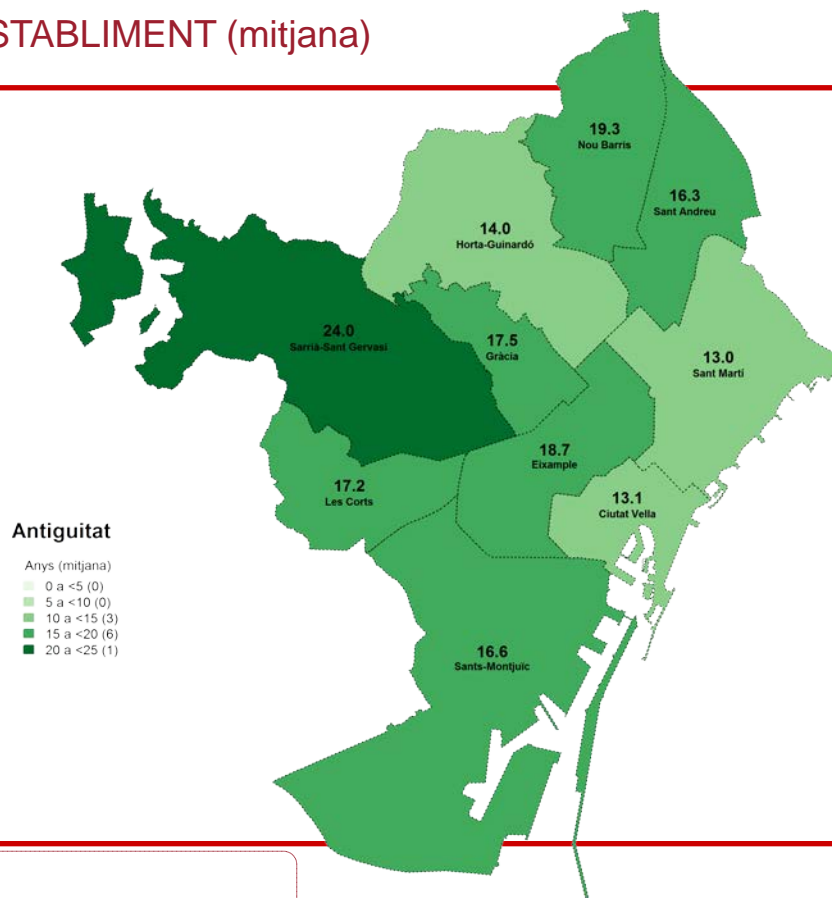 STABLIMENT (mitjana)
19.3
Nou Barris
16.3
Sant Andreu
14.0
Horta-Guinardó
24.0
Sarrià-Sant Gervasi
17.5
Gràcia
13.0
Sant Martí
18.7
Eixample
17.2
Les Corts
13.1
Ciutat Vella
Antiguitat
Anys (mitjana)
0 a <5 (0)
5 a <10 (0)
10 a <15 (3)
15 a <20 (6)
20 a <25 (1)
16.6
Sants-Montjuïc